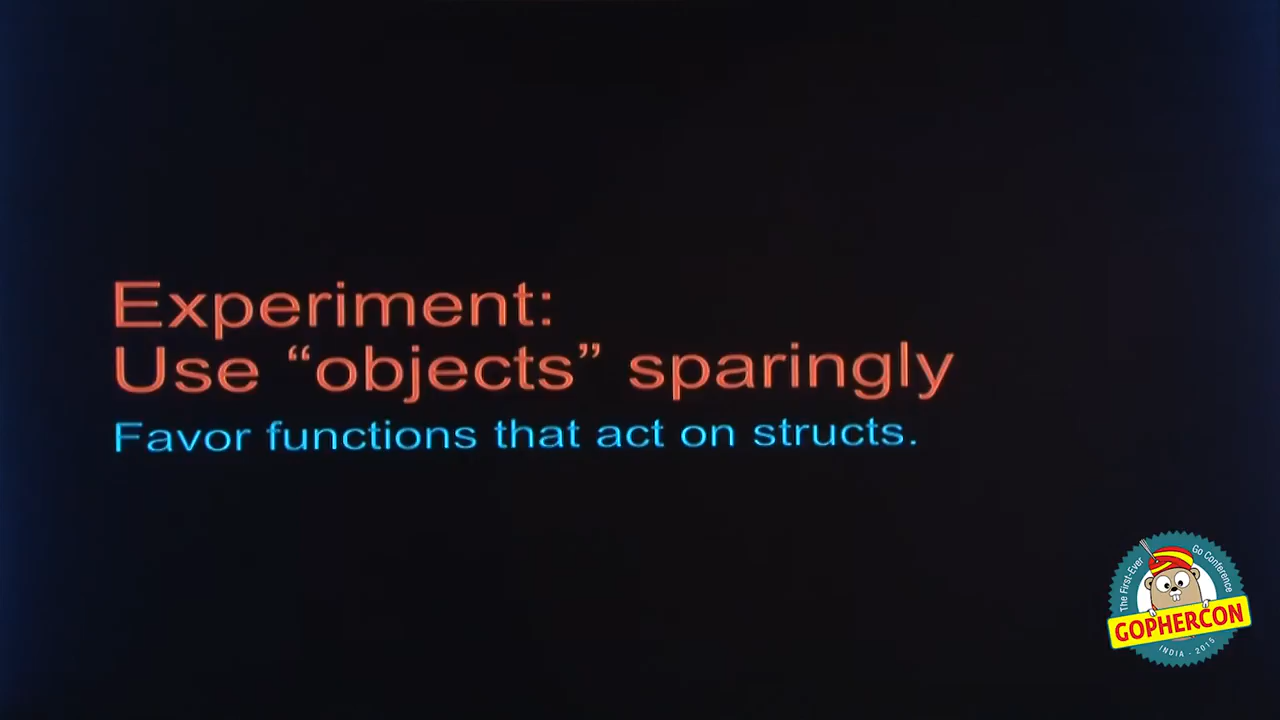 Experiment:
Use “objects” sparingly
Favor functions that act on structs.
The First-Ever
Go Conference
GOPHERCON
INDIA - 2015